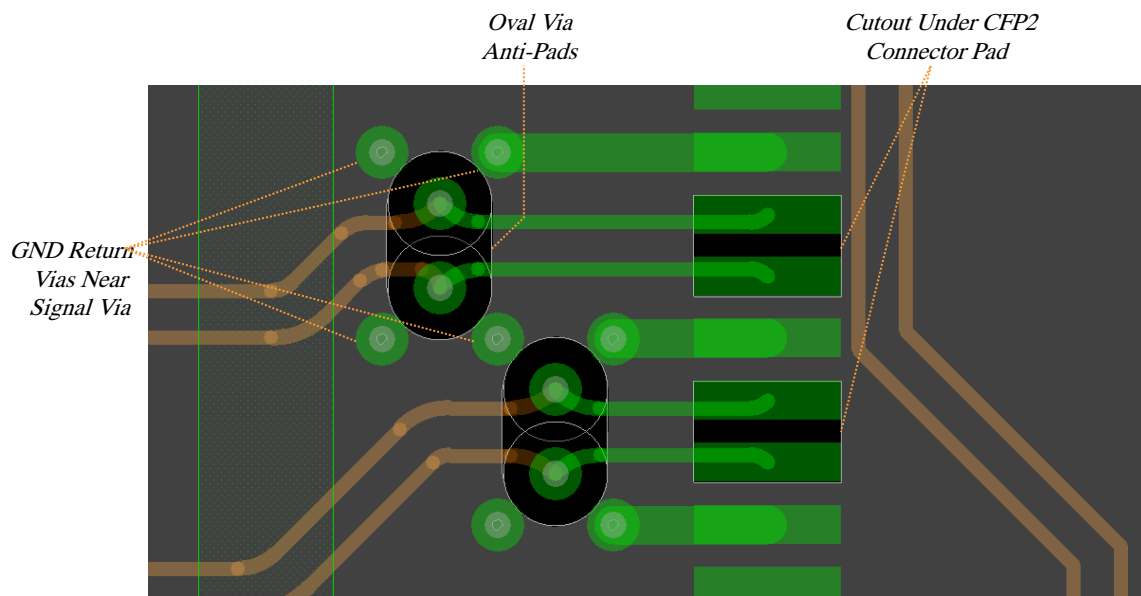 Oval Via
Anti-Pads
Cutout Under CFP2
Connector Pad
GND Return
Vias Near
Signal Via